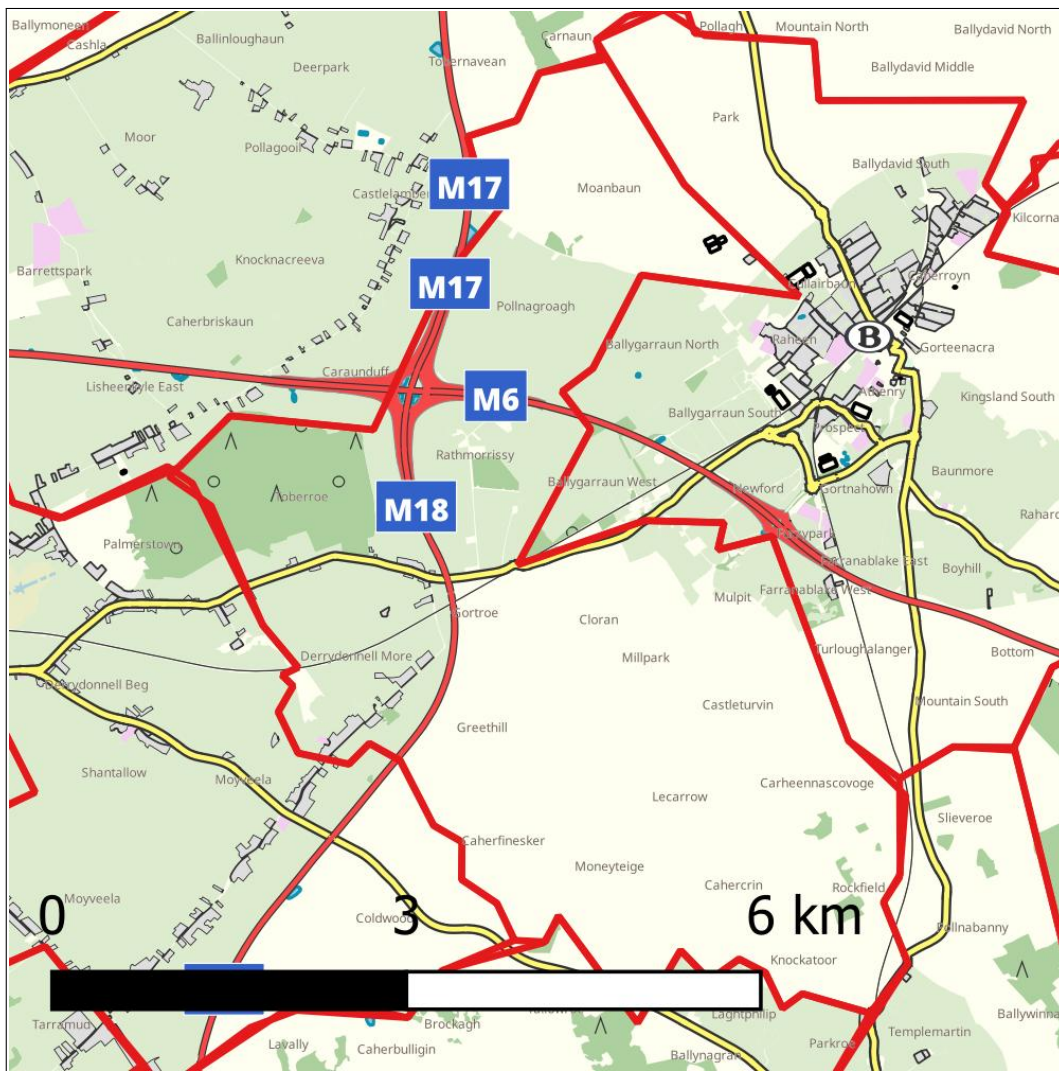 Ballymoneen
Cashla
Ballinloughaun
Deerpark
Carnaun
Pollagh
Mountain North
Ballydavid North
Ballydavid Middle
Park
Moor
Pollagooil
M17
Moanbaun
Ballydavid South
Kilcorna
Barrettspark
Knocknacreeva
M17
Pollnagroagh
Caherroyn
Caherbriskaun
Ballygarraun North
Raheen
B
Gorteenacra
Lisheenkyle East
Caraunduff
M6
Athenry
Kingsland South
Ballygarraun South
Prospect
Rathmorrissy
Toberroe
M18
Ballygarraun West
Newford
Gortnahown
Baunmore
Rahard
Palmerstown
Farranablake East
Boyhill
Farranablake West
Mulpit
Gortroe
Cloran
Millpark
Turloughalanger
Bottom
Derrydonnell More
Derrydonnell Beg
Castleturvin
Mountain South
Greethill
Shantallow
Moyveela
Carheennascovoge
Lecarrow
Slieveroe
Caherfinesker
Moneyteige
Cahercrin
Rockfield
Moyveela
0
3
6 km
Coldwood
Pollnabanny
Knockatoor
Tarramud
Brockagh
Laghtphilip
Ballywinna
Lavally
Caherbulligin
Ballynagran
Parkroe
Templemartin